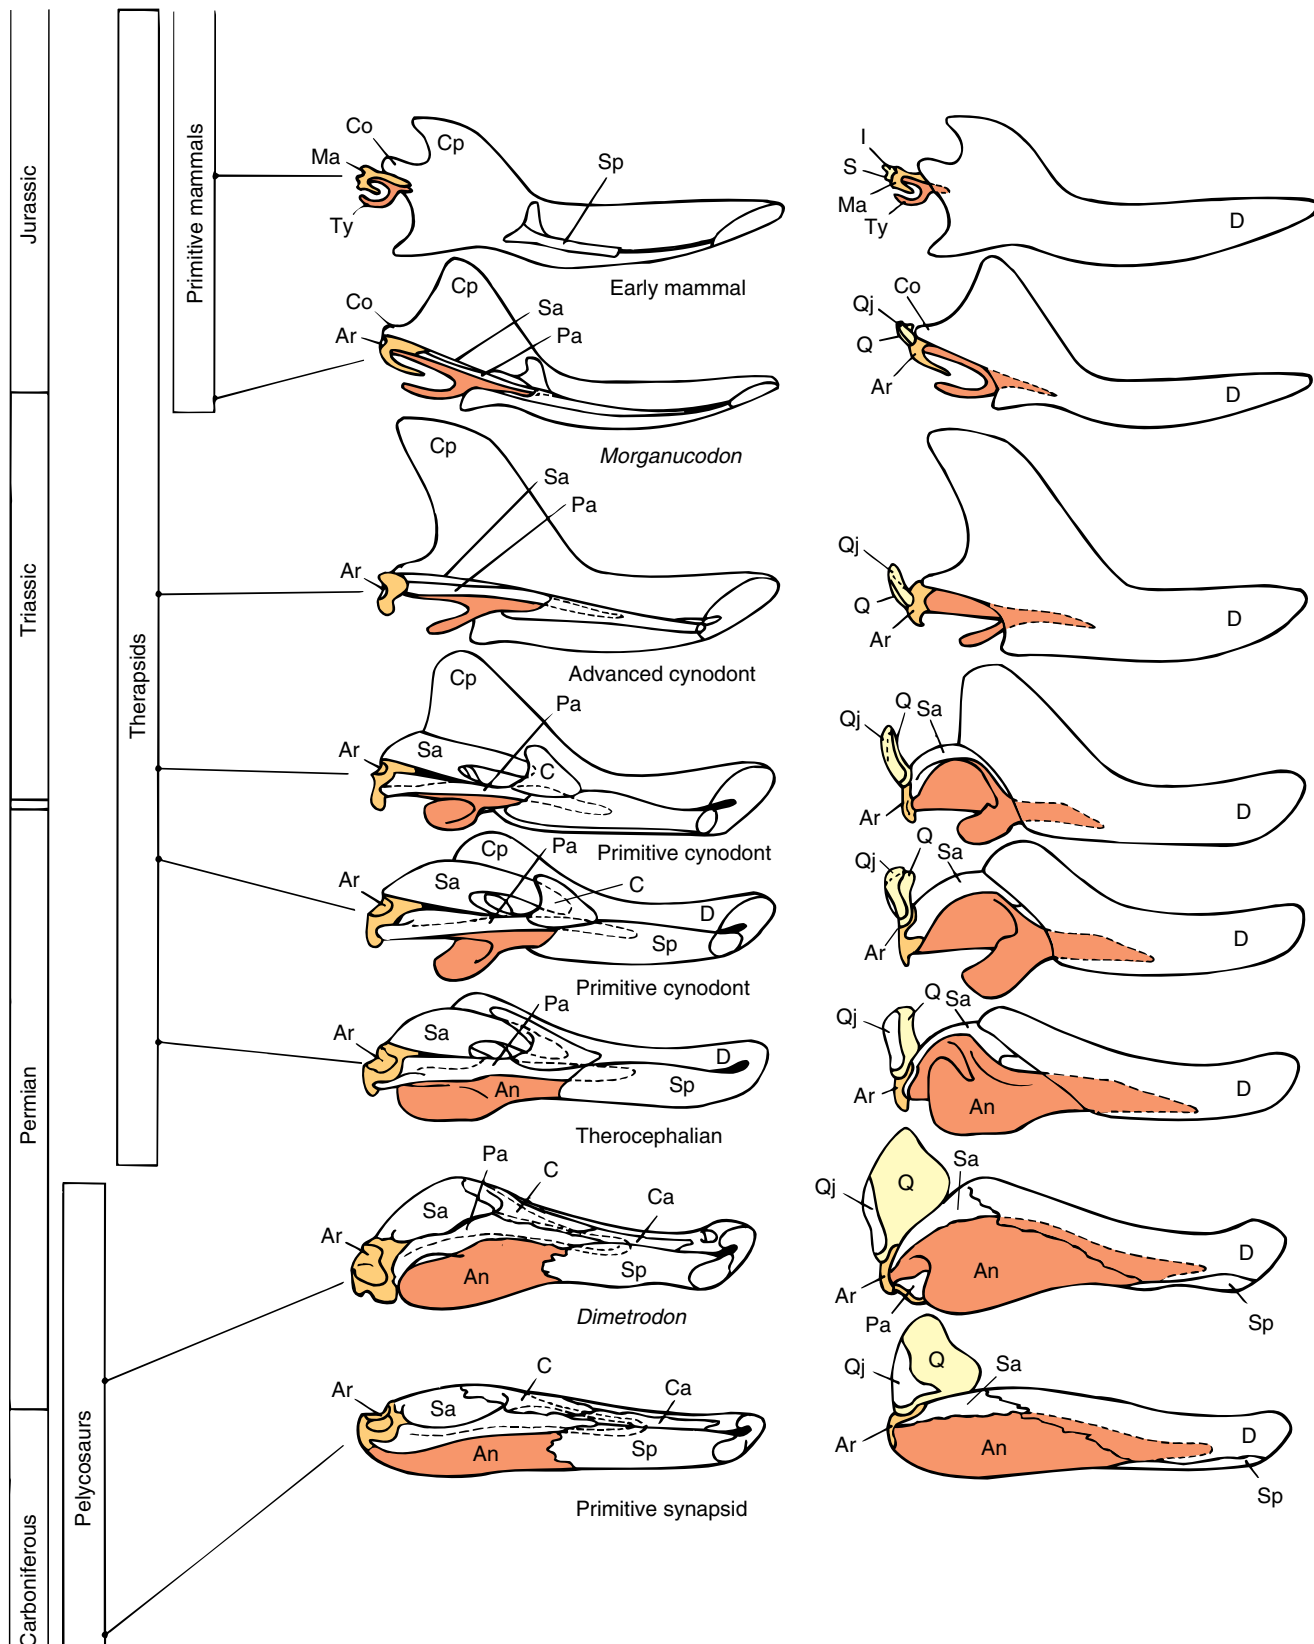 Jurassic
Triassic
Permian
Carboniferous
Primitive mammals
Therapsids
Pelycosaurs
Co
Cp
Ma
Sp
Ty
Early mammal
I
S
Ma
Ty
D
Co
Cp
Sa
Ar
Pa
Morganucodon
Qj
Co
Q
Ar
D
Cp
Sa
Pa
Ar
Advanced cynodont
Qj
Q
Ar
D
Cp
Pa
Ar
Sa
C
Primitive cynodont
Qj
Q
Sa
Ar
D
Cp
Pa
Ar
Sa
C
D
Sp
Primitive cynodont
Qj
Q
Sa
Ar
D
Pa
Ar
Sa
D
An
Sp
Therocephalian
Qj
Q
Sa
Ar
An
D
Pa
C
Ca
Sa
Ar
An
Sp
Dimetrodon
Qj
Q
Sa
An
D
Ar
Pa
Sp
C
Ca
Ar
Sa
An
Sp
Primitive synapsid
Qj
Q
Sa
Ar
An
D
Sp